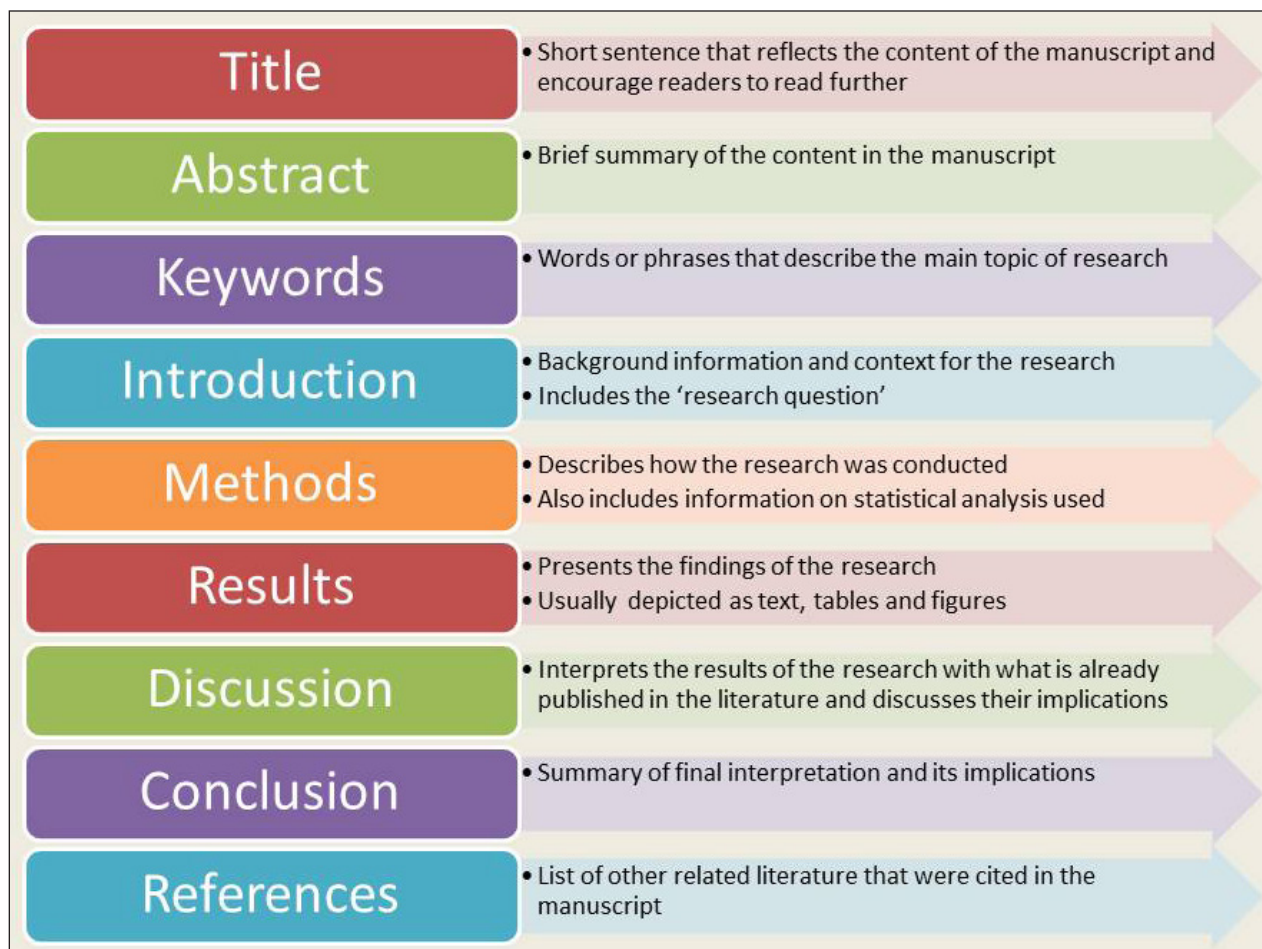 Title
• Short sentence that reflects the content of the manuscript and
encourage readers to read further
Abstract
• Brief summary of the content in the manuscript
Keywords
• Words or phrases that describe the main topic of research
Introduction
• Background information and context for the research
• Includes the ‘research question’
Methods
• Describes how the research was conducted
• Also includes information on statistical analysis used
Results
• Presents the findings of the research
• Usually depicted as text, tables and figures
Discussion
• Interprets the results of the research with what is already
published in the literature and discusses their implications
Conclusion
• Summary of final interpretation and its implications
References
• List of other related literature that were cited in the
manuscript